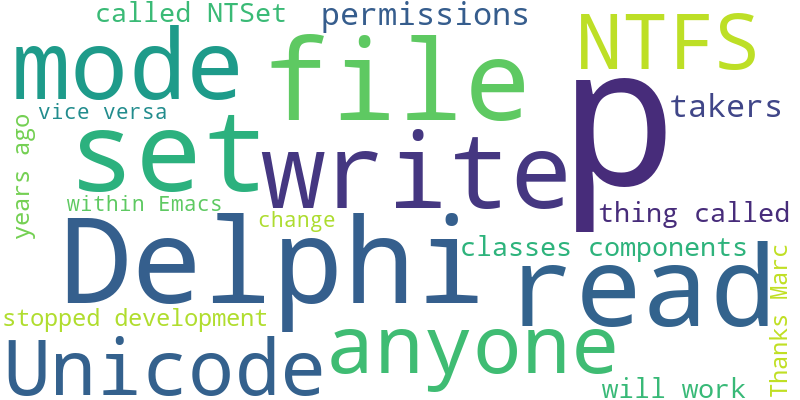 called NTSet
permissions
NTFS
mode
file
p
takers
vice versa
set
years ago
write
within Emacs
thing called
change
Delphi
classes components
read
Thanks Marc
stopped development
anyone
Unicode
will work